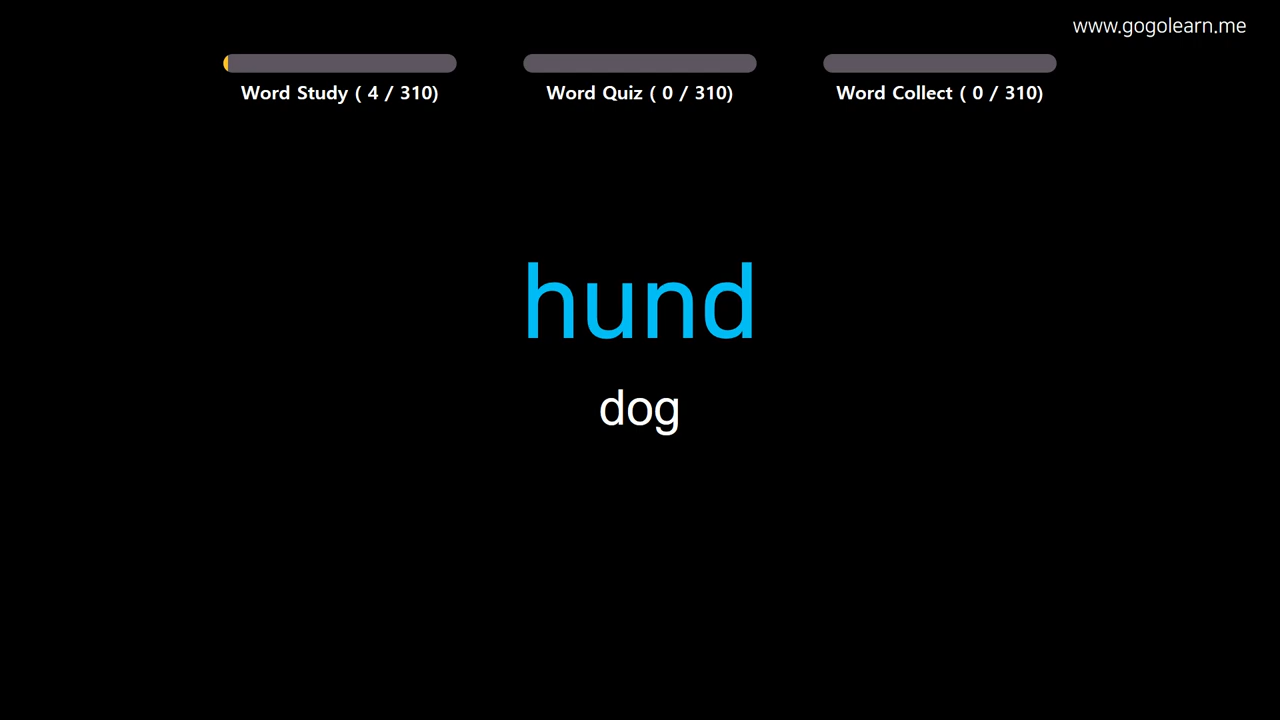 www.gogolearn.me
Word Study ( 4 / 310)
Word Quiz ( 0 / 310)
Word Collect ( 0 / 310)
hund
dog